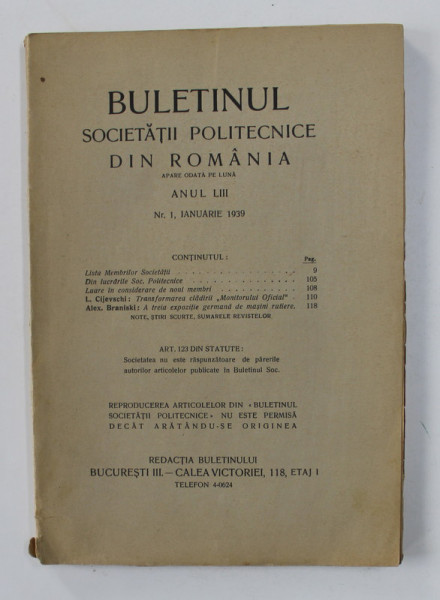 BULETINUL
SOCIETĂȚII POLITECNICE
DIN ROMÂNIA
APARE ODATĂ PE LUNĂ
ANUL LIII
Nr. 1, IANUARIE 1939
CONȚINUTUL:
Pag.
Lista Membrilor Societății . . . . . . . . . . . . . . . 9
Din lucrările Soc. Politecnice . . . . . . . . . . . . . . 105
Luare în considerare de noui membri . . . . . . . . . . 108
L. Cijevschi: Transformarea clădirii „Monitorului Oficial" . 110
Alex. Braniski: A treia expoziție germană de mașini rutiere. 118
NOTE, ȘTIRI SCURTE, SUMARELE REVISTELOR
ART. 123 DIN STATUTE:
Societatea nu este răspunzătoare de părerile
autorilor articolelor publicate în Buletinul Soc.
REPRODUCEREA ARTICOLELOR DIN «BULETINUL
SOCIETĂȚII POLITECNICE» NU ESTE PERMISĂ
DECÂT ARĂTÂNDU-SE ORIGINEA
REDACȚIA BULETINULUI
BUCUREȘTI III.— CALEA VICTORIEI, 118, ETAJ I
TELEFON 4-0624